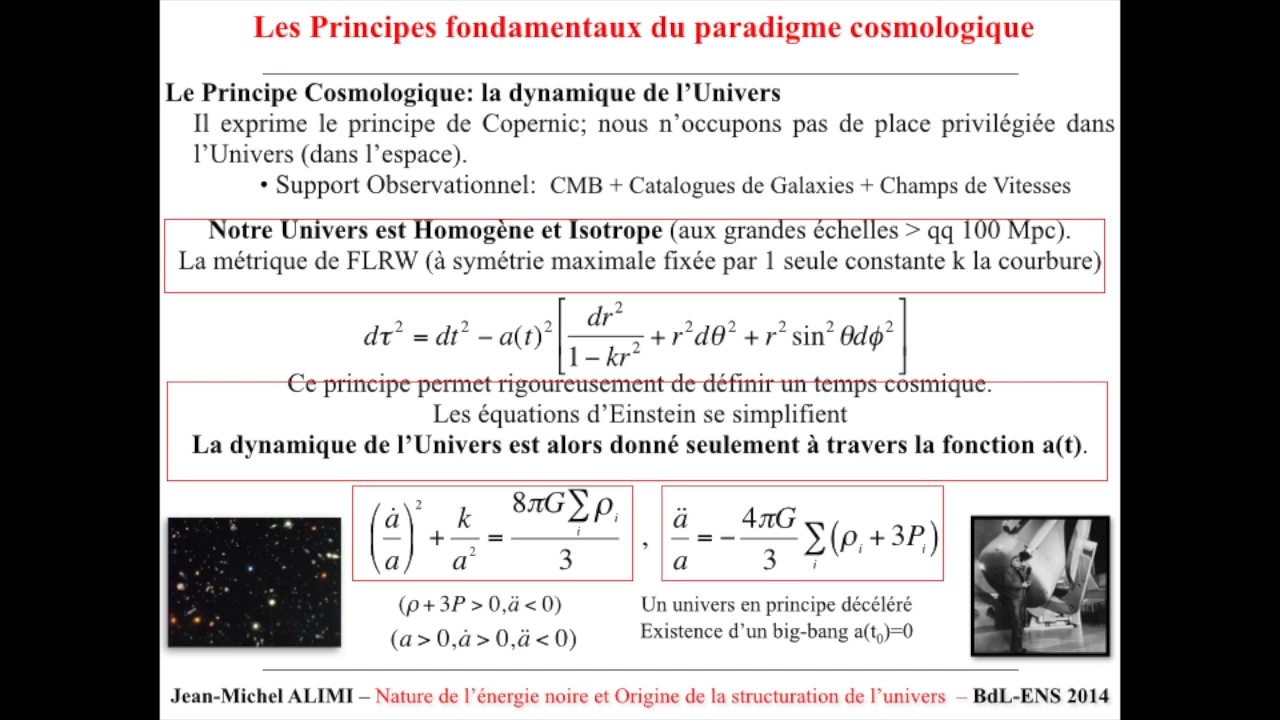 Les Principes fondamentaux du paradigme cosmologique
Le Principe Cosmologique: la dynamique de l’Univers
Il exprime le principe de Copernic; nous n’occupons pas de place privilégiée dans
l’Univers (dans l’espace).
• Support Observationnel: CMB + Catalogues de Galaxies + Champs de Vitesses
Notre Univers est Homogène et Isotrope (aux grandes échelles > qq 100 Mpc).
La métrique de FLRW (à symétrie maximale fixée par 1 seule constante k la courbure)
dτ² = dt² − a(t)² [ dr² / (1 − kr²) + r²dθ² + r² sin² θdϕ² ]
Ce principe permet rigoureusement de définir un temps cosmique.
Les équations d’Einstein se simplifient
La dynamique de l’Univers est alors donné seulement à travers la fonction a(t).
(ȧ/a)² + k/a² = 8πG∑ᵢ ρᵢ / 3 , ä/a = − 4πG/3 ∑ᵢ (ρᵢ + 3Pᵢ)
(ρ + 3P > 0, ä < 0) Un univers en principe décéléré
(a > 0, ȧ > 0, ä < 0) Existence d’un big-bang a(t₀)=0
Jean-Michel ALIMI – Nature de l’énergie noire et Origine de la structuration de l’univers – BdL-ENS 2014